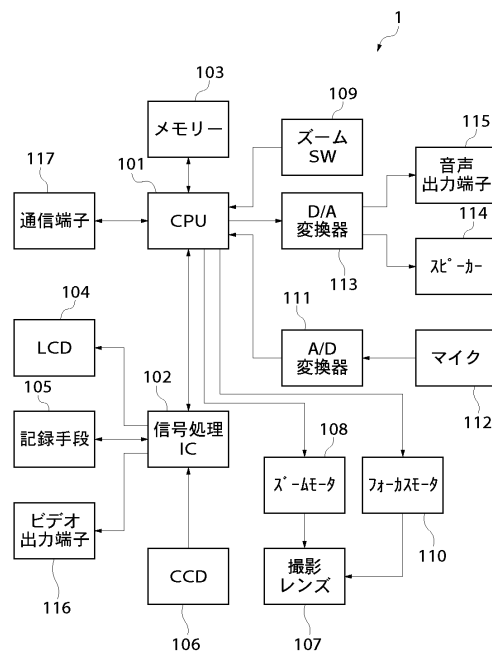 1
103
メモリー
109
ズーム
SW
115
音声
出力端子
117
通信端子
101
CPU
D/A
変換器
113
114
スピーカー
104
LCD
111
A/D
変換器
マイク
112
105
記録手段
102
信号処理
IC
108
ズームモータ
フォーカスモータ
110
ビデオ
出力端子
116
CCD
106
撮影
レンズ
107